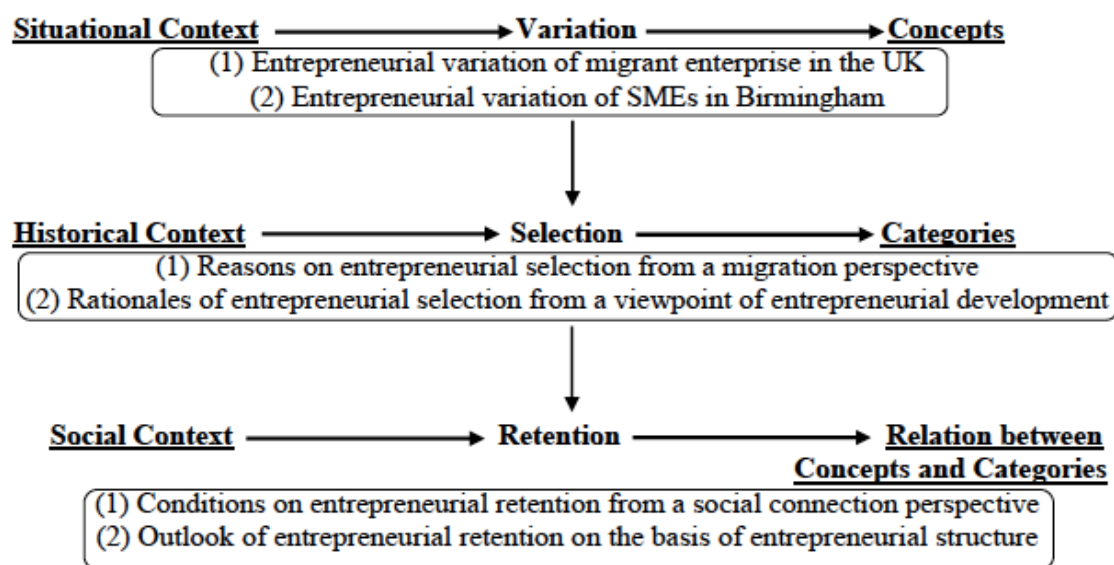 Situational Context Variation Concepts
(1) Entrepreneurial variation of migrant enterprise in the UK
(2) Entrepreneurial variation of SMEs in Birmingham
Historical Context Selection Categories
(1) Reasons on entrepreneurial selection from a migration perspective
(2) Rationales of entrepreneurial selection from a viewpoint of entrepreneurial development
Social Context Retention Relation between
Concepts and Categories
(1) Conditions on entrepreneurial retention from a social connection perspective
(2) Outlook of entrepreneurial retention on the basis of entrepreneurial structure